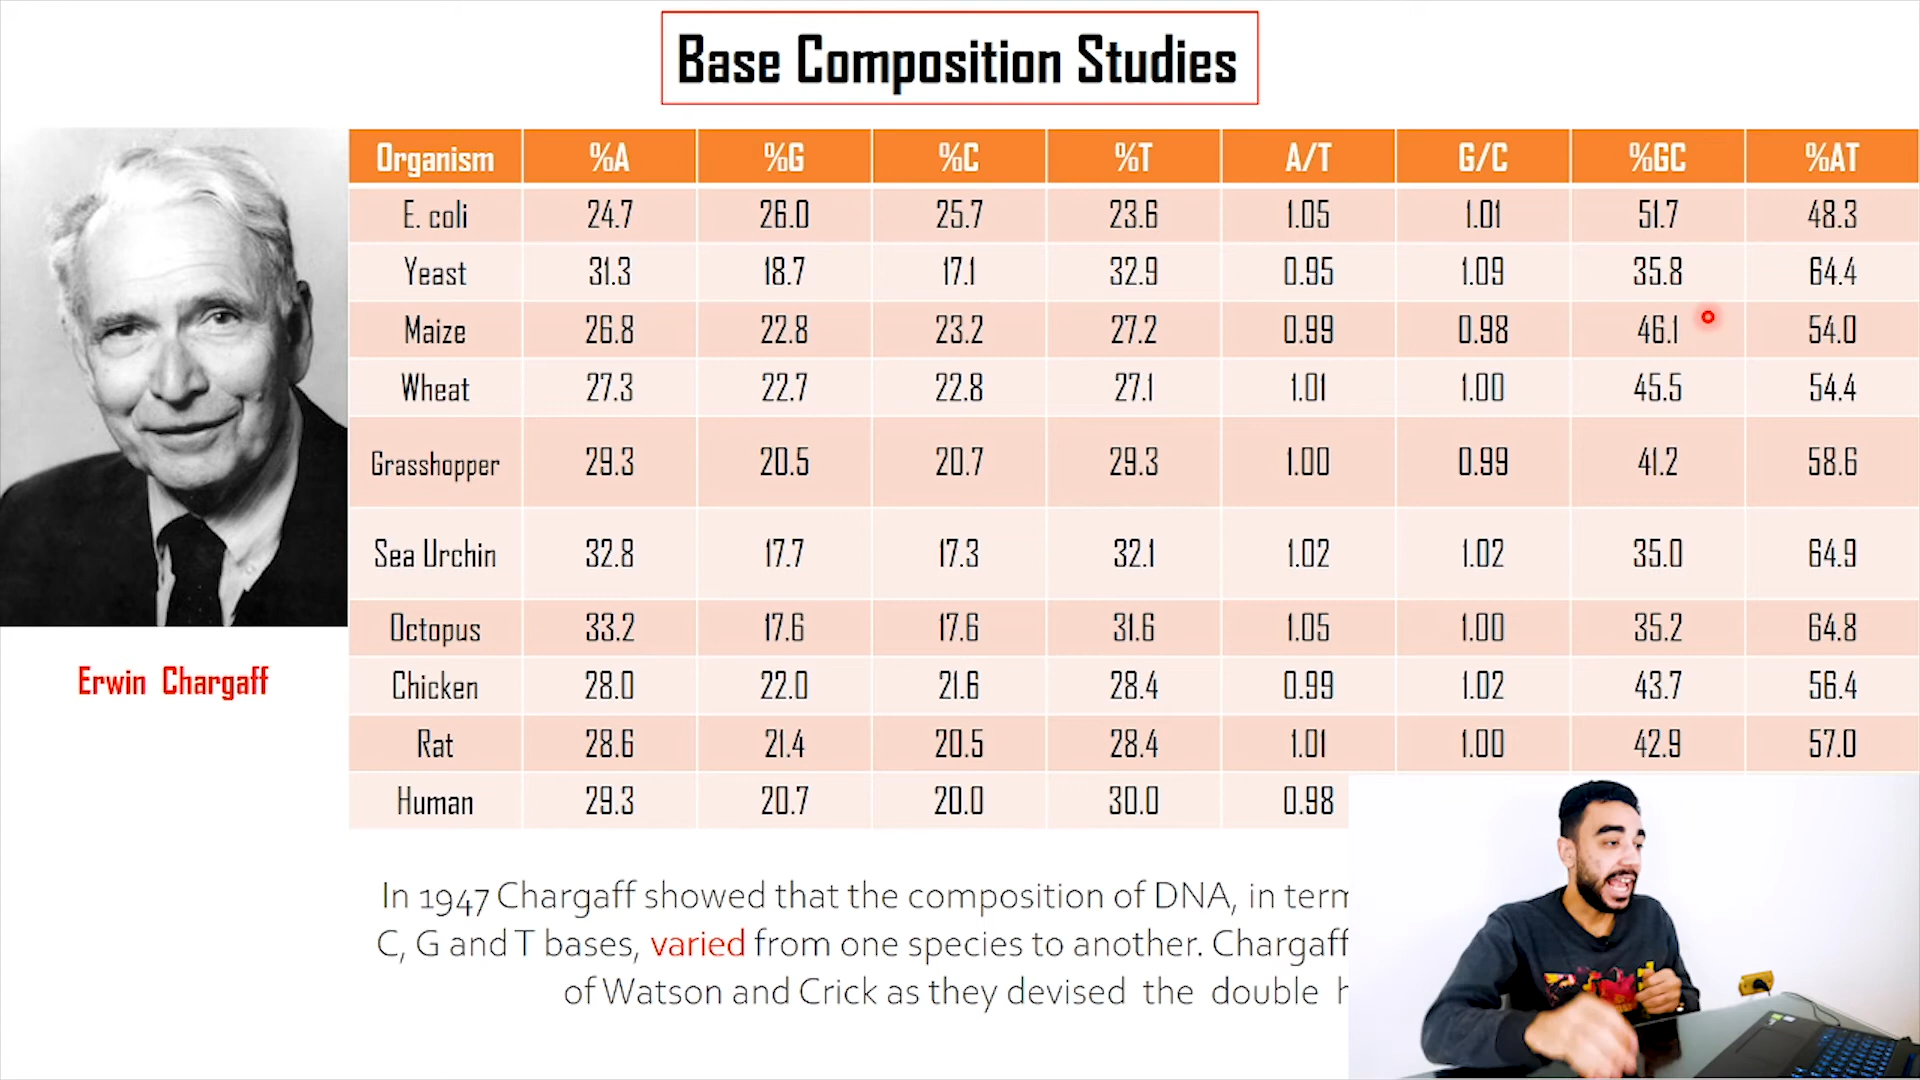 Base Composition Studies
Organism %A %G %C %T A/T G/C %GC %AT
E. coli 24.7 26.0 25.7 23.6 1.05 1.01 51.7 48.3
Yeast 31.3 18.7 17.1 32.9 0.95 1.09 35.8 64.4
Maize 26.8 22.8 23.2 27.2 0.99 0.98 46.1 54.0
Wheat 27.3 22.7 22.8 27.1 1.01 1.00 45.5 54.4
Grasshopper 29.3 20.5 20.7 29.3 1.00 0.99 41.2 58.6
Sea Urchin 32.8 17.7 17.3 32.1 1.02 1.02 35.0 64.9
Octopus 33.2 17.6 17.6 31.6 1.05 1.00 35.2 64.8
Chicken 28.0 22.0 21.6 28.4 0.99 1.02 43.7 56.4
Rat 28.6 21.4 20.5 28.4 1.01 1.00 42.9 57.0
Human 29.3 20.7 20.0 30.0 0.98
Erwin Chargaff
In 1947 Chargaff showed that the composition of DNA, in term
C, G and T bases, varied from one species to another. Chargaff
of Watson and Crick as they devised the double h